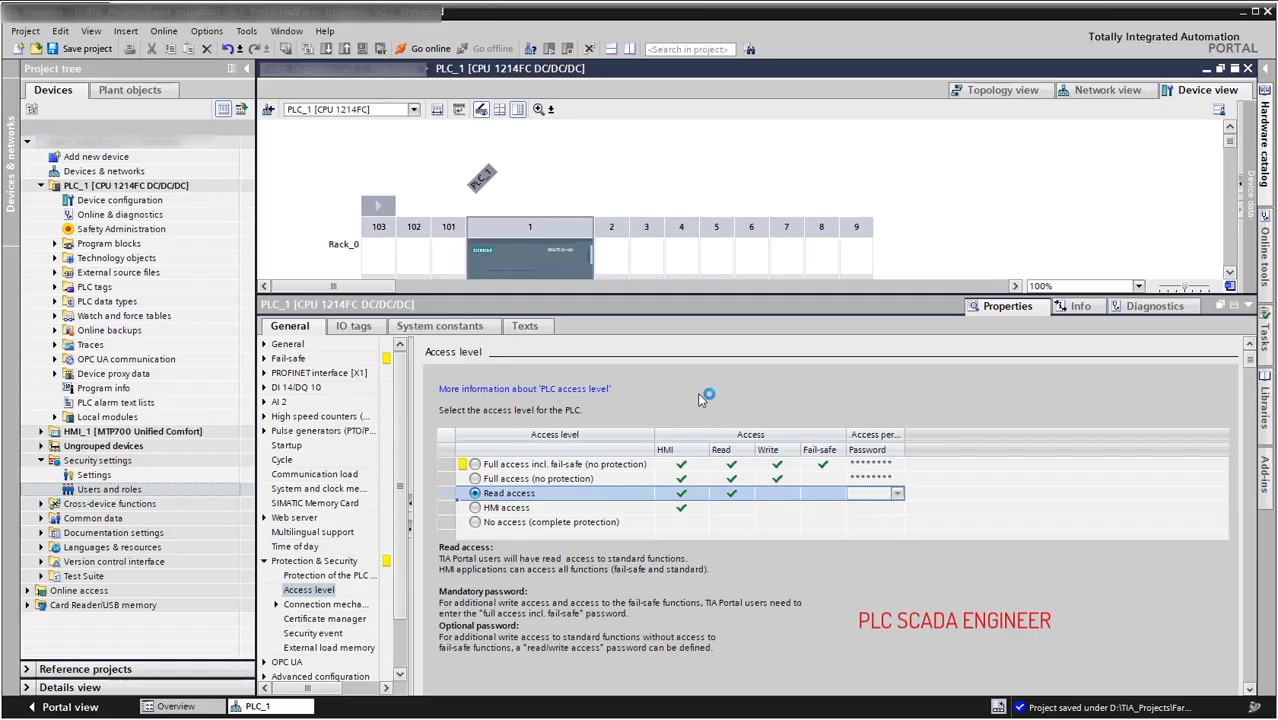 Project Edit View Insert Online Options Tools Window Help
Totally Integrated Automation
PORTAL
Save project
Go online
Go offline
<Search in project>
Project tree
PLC_1 [CPU 1214FC DC/DC/DC]
Devices
Plant objects
Topology view
Network view
Device view
PLC_1 [CPU 1214FC]
Add new device
Devices & networks
PLC_1 [CPU 1214FC DC/DC/DC]
Device configuration
Online & diagnostics
Safety Administration
Program blocks
Technology objects
External source files
PLC tags
PLC data types
Watch and force tables
Online backups
Traces
OPC UA communication
Device proxy data
Program info
PLC alarm text lists
Local modules
HMI_1 [MTP700 Unified Comfort]
Ungrouped devices
Security settings
Settings
Users and roles
Cross-device functions
Common data
Documentation settings
Languages & resources
Version control interface
Test Suite
Online access
Card Reader/USB memory
Reference projects
Details view
Devices & networks
PLC_1
103 102 101 1 2 3 4 5 6 7 8 9
Rack_0
SIEMENS
100%
Device data
PLC_1 [CPU 1214FC DC/DC/DC]
Properties
Info
Diagnostics
General
IO tags
System constants
Texts
General
Fail-safe
PROFINET interface [X1]
DI 14/DQ 10
AI 2
High speed counters (...
Pulse generators (PTO/P...
Startup
Cycle
Communication load
System and clock me...
SIMATIC Memory Card
Web server
Multilingual support
Time of day
Protection & Security
Protection of the PLC ...
Access level
Connection mecha...
Certificate manager
Security event
External load memory
OPC UA
Advanced configuration
Access level
More information about 'PLC access level'
Select the access level for the PLC.
Access level Access Access per...
HMI Read Write Fail-safe Password
Full access incl. fail-safe (no protection) ********
Full access (no protection) ********
Read access
HMI access
No access (complete protection)
Read access:
TIA Portal users will have read access to standard functions.
HMI applications can access all functions (fail-safe and standard).
Mandatory password:
For additional write access and access to the fail-safe functions, TIA Portal users need to
enter the "full access incl. fail-safe" password.
Optional password:
For additional write access to standard functions without access to
fail-safe functions, a "read/write access" password can be defined.
PLC SCADA ENGINEER
Hardware catalog
Online tools
Tasks
Libraries
Add-ins
Portal view
Overview
PLC_1
Project saved under D:\TIA_Projects\Far...